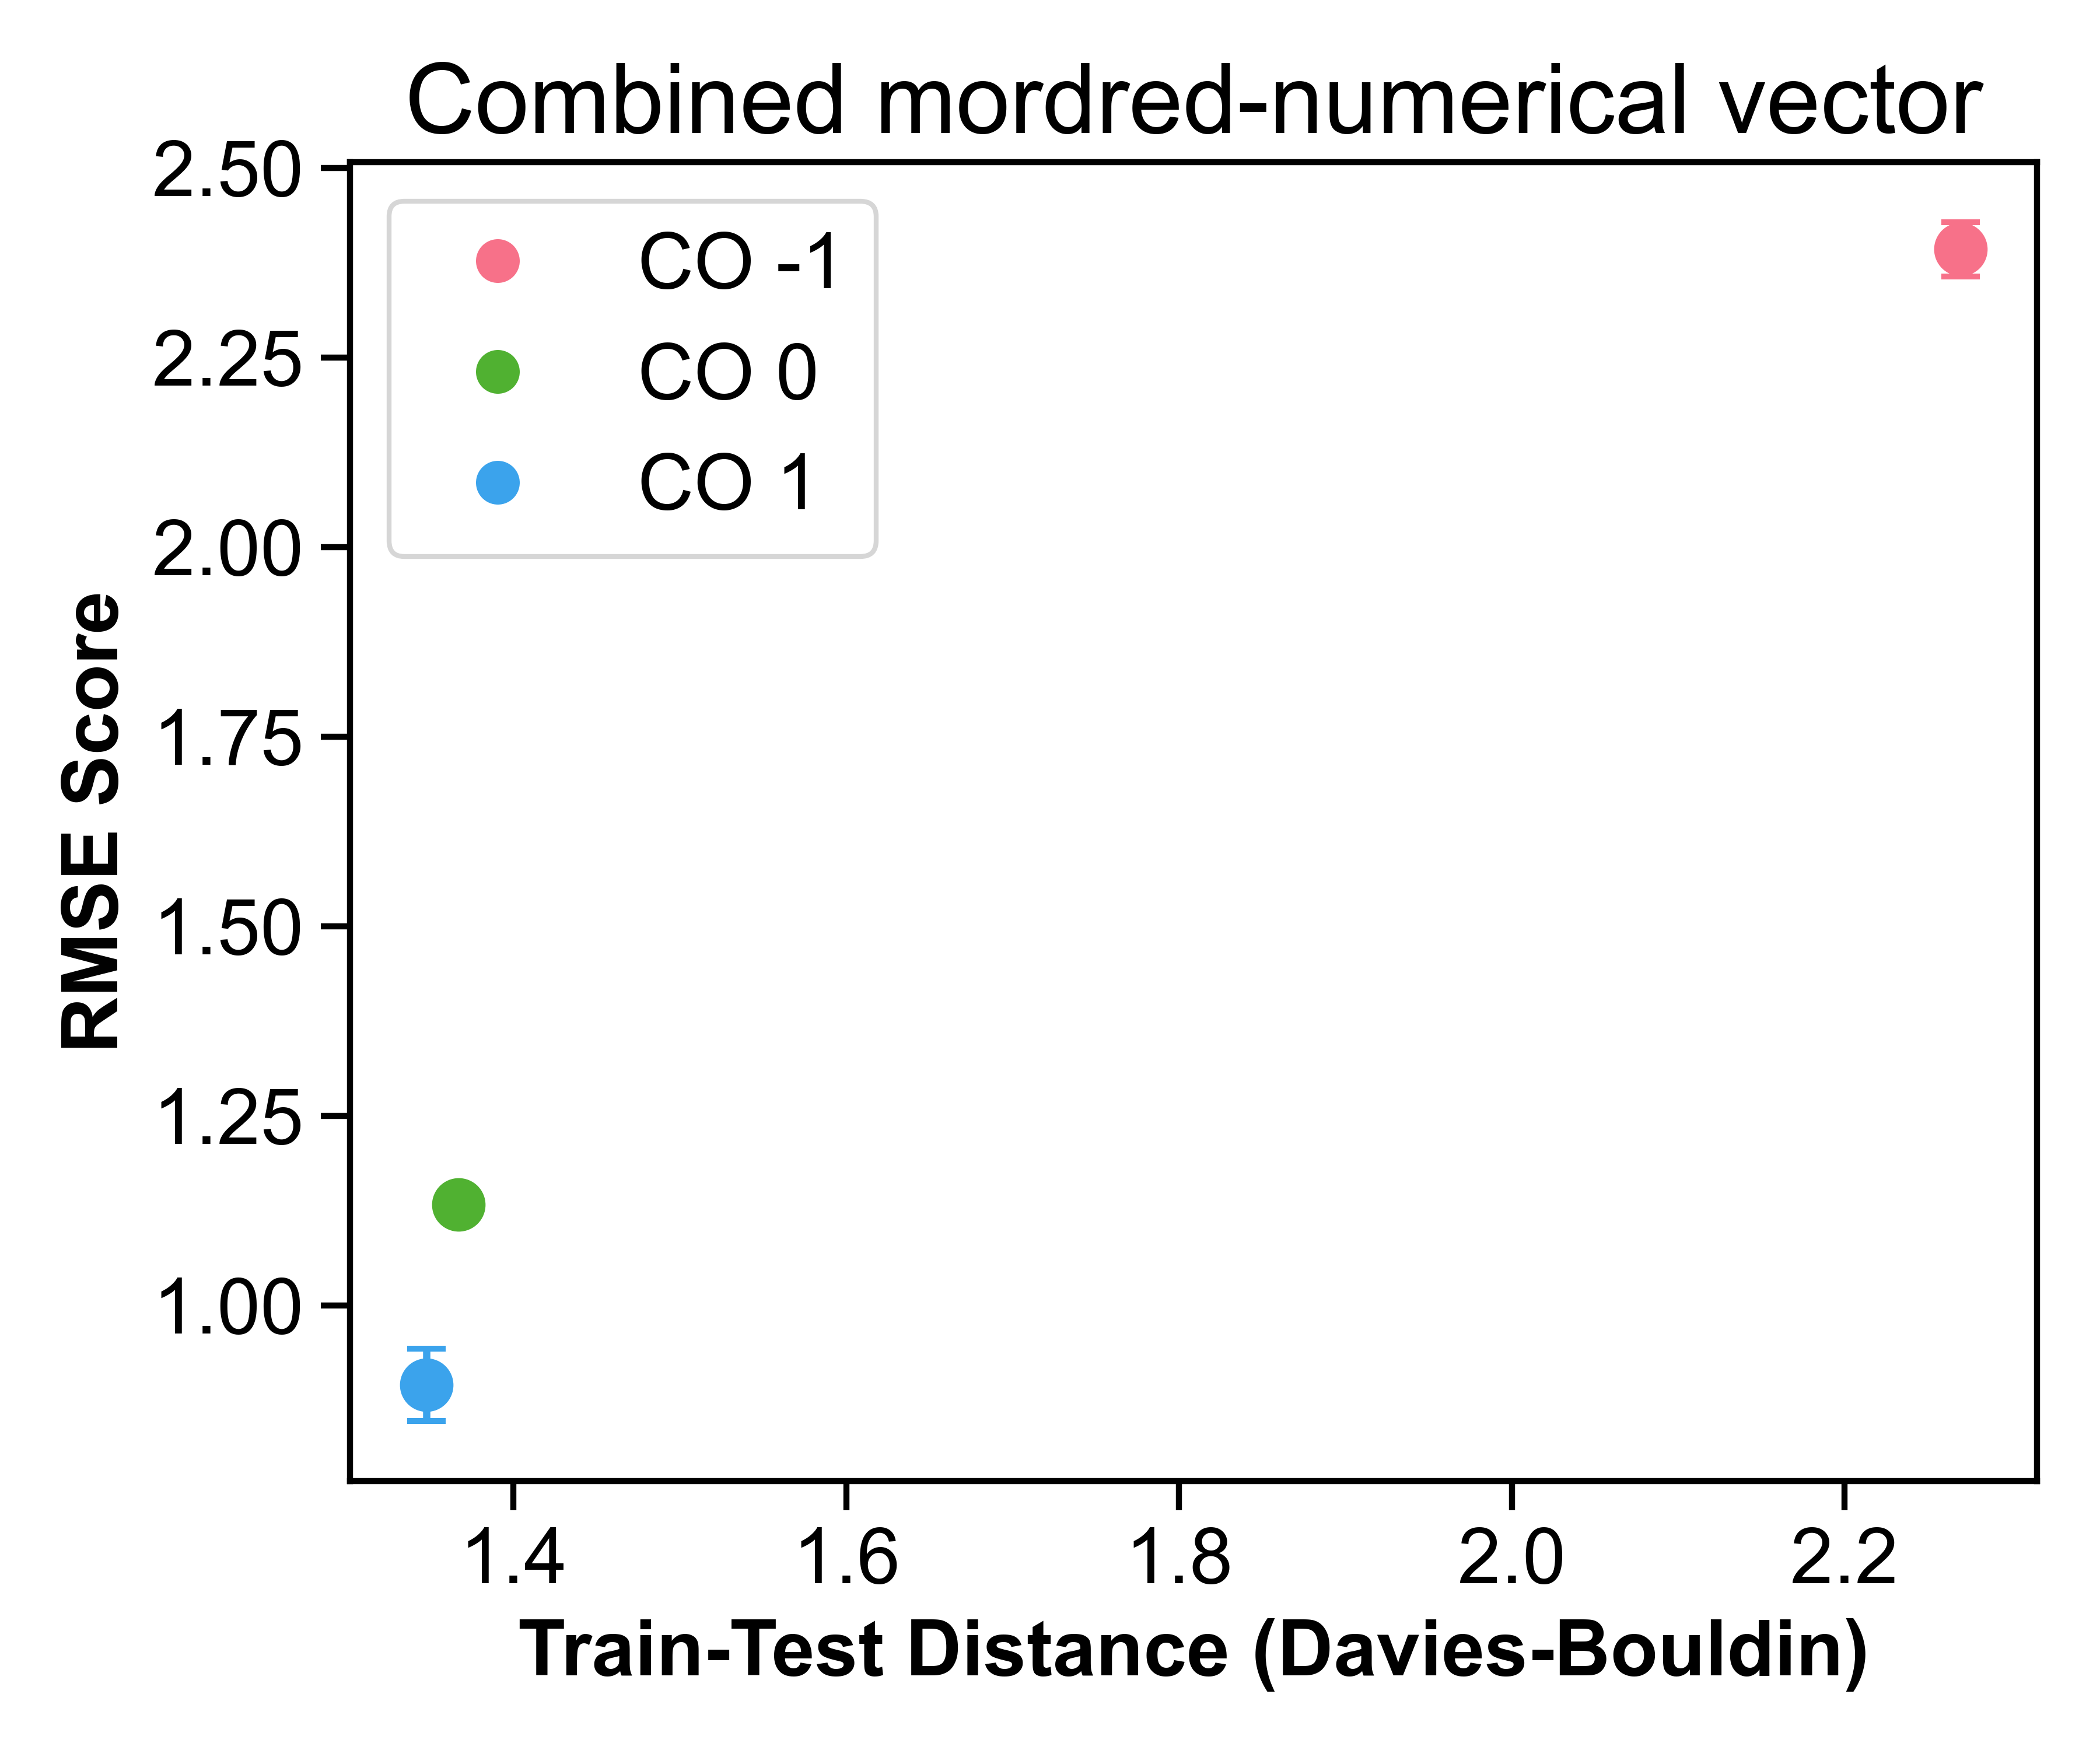 Combined mordred-numerical vector
2.50
2.25
2.00
1.75
1.50
1.25
1.00
RMSE Score
CO -1
CO 0
CO 1
1.4 1.6 1.8 2.0 2.2
Train-Test Distance (Davies-Bouldin)